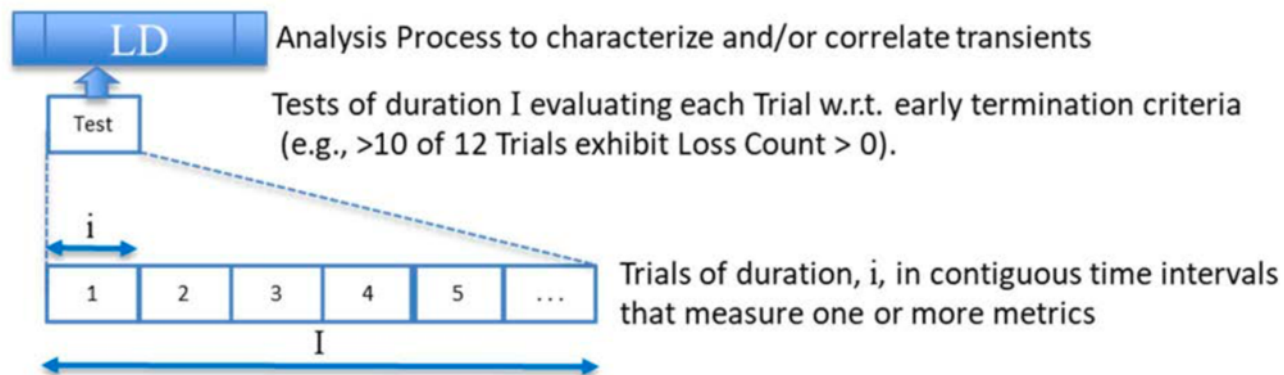 LD
Analysis Process to characterize and/or correlate transients
Test
Tests of duration I evaluating each Trial w.r.t. early termination criteria
(e.g., >10 of 12 Trials exhibit Loss Count > 0).
i
1 2 3 4 5 ...
Trials of duration, i, in contiguous time intervals
that measure one or more metrics
I